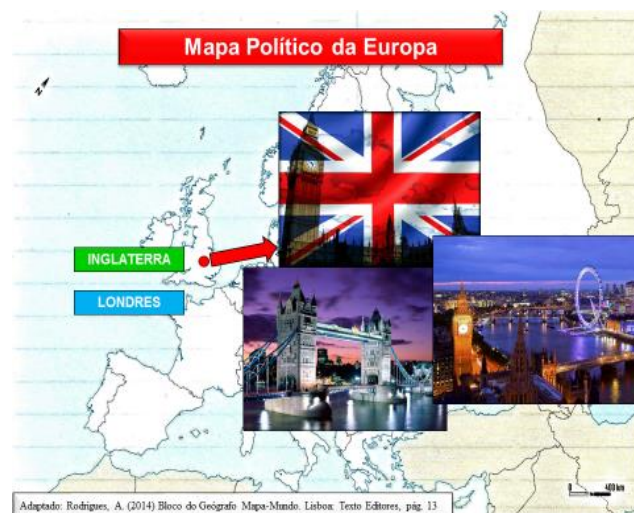 Mapa Político da Europa
N
INGLATERRA
LONDRES
0 400 km
Adaptado: Rodrigues, A. (2014) Bloco do Geógrafo Mapa-Mundo. Lisboa: Texto Editores, pág. 13